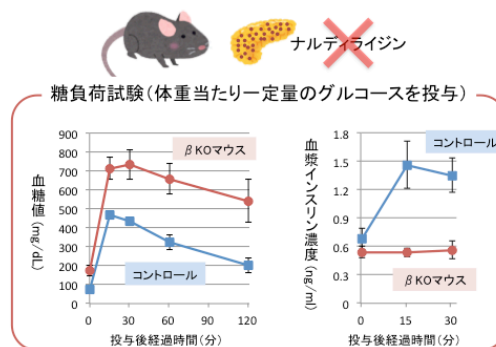 ナルディライジン
糖負荷試験(体重当たり一定量のグルコースを投与)
血糖値(mg/dL)
900
800
700
600
500
400
300
200
100
0
βKOマウス
コントロール
0
30
60
90
120
投与後経過時間(分)
血漿インスリン濃度(ng/ml)
1.8
1.5
1.2
0.9
0.6
0.3
0
コントロール
βKOマウス
0
15
30
投与後経過時間(分)